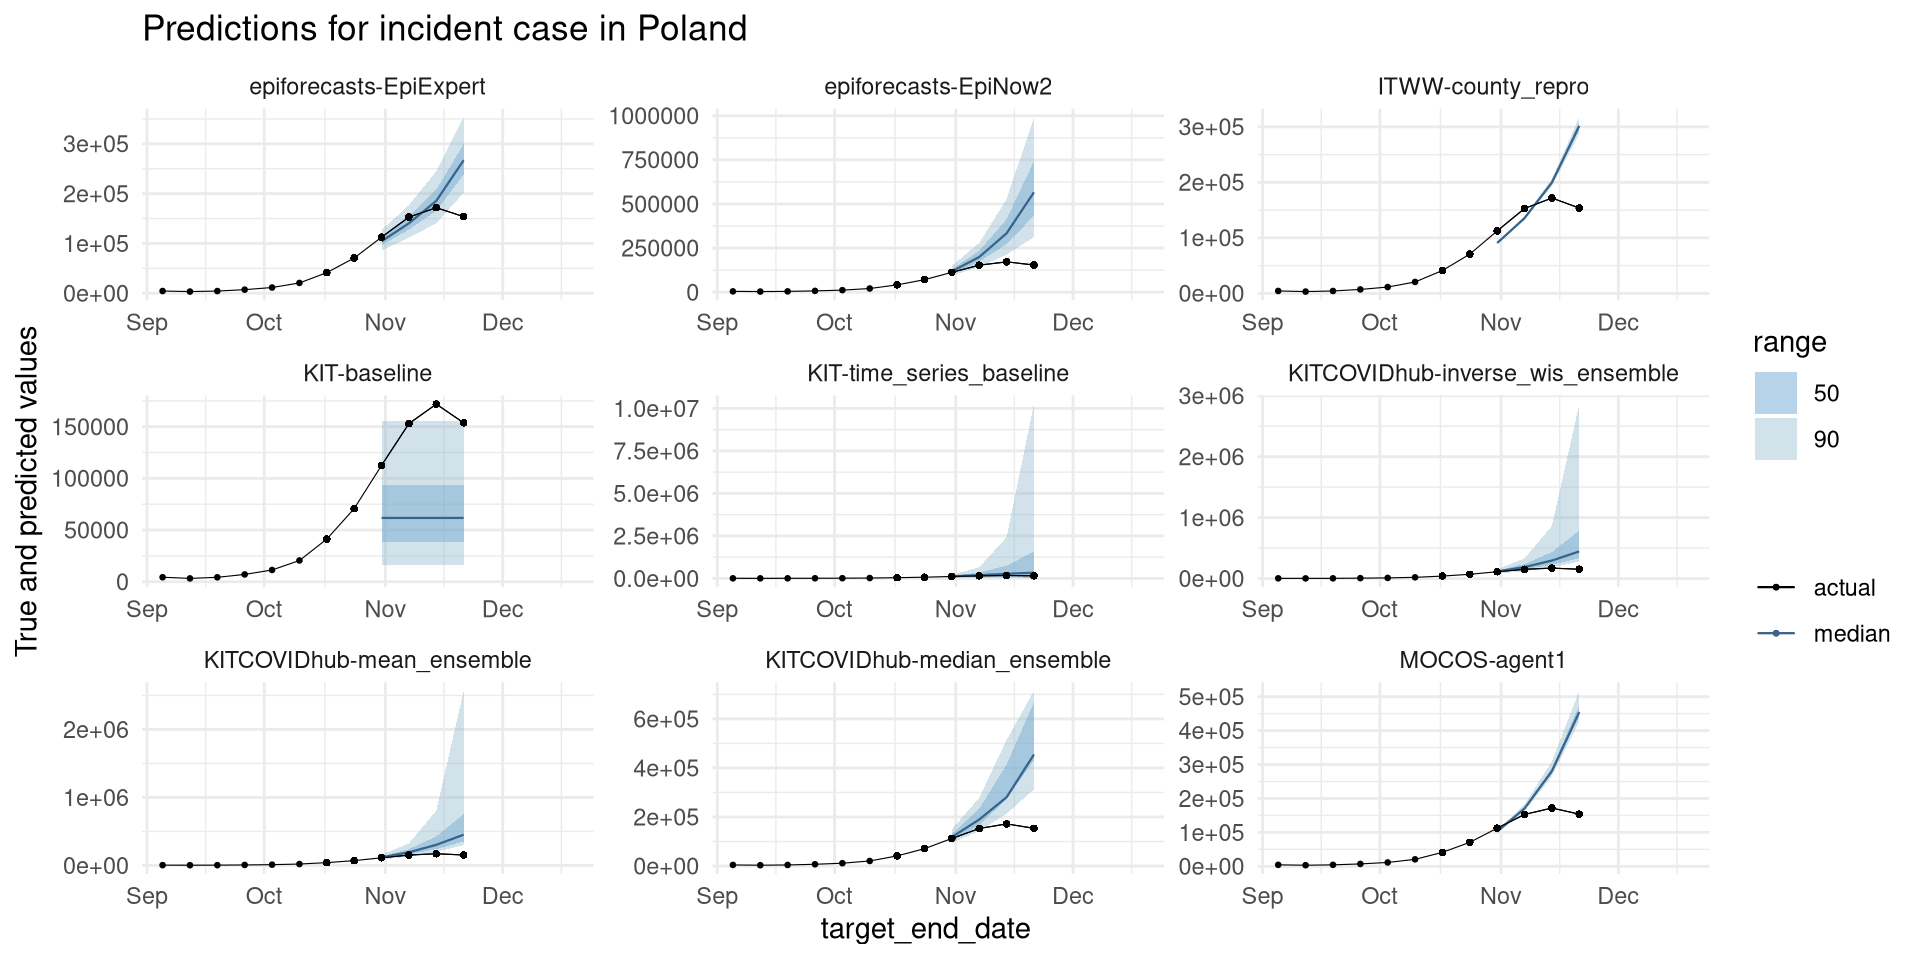 Predictions for incident case in Poland
epiforecasts-EpiExpert
3e+05
2e+05
1e+05
0e+00
Sep Oct Nov Dec
epiforecasts-EpiNow2
1000000
750000
500000
250000
0
Sep Oct Nov Dec
ITWW-county_repro
3e+05
2e+05
1e+05
0e+00
Sep Oct Nov Dec
True and predicted values
KIT-baseline
150000
100000
50000
0
Sep Oct Nov Dec
KIT-time_series_baseline
1.0e+07
7.5e+06
5.0e+06
2.5e+06
0.0e+00
Sep Oct Nov Dec
KITCOVIDhub-inverse_wis_ensemble
3e+06
2e+06
1e+06
0e+00
Sep Oct Nov Dec
KITCOVIDhub-mean_ensemble
2e+06
1e+06
0e+00
Sep Oct Nov Dec
KITCOVIDhub-median_ensemble
6e+05
4e+05
2e+05
0e+00
Sep Oct Nov Dec
MOCOS-agent1
5e+05
4e+05
3e+05
2e+05
1e+05
0e+00
Sep Oct Nov Dec
target_end_date
range
50
90
actual
median